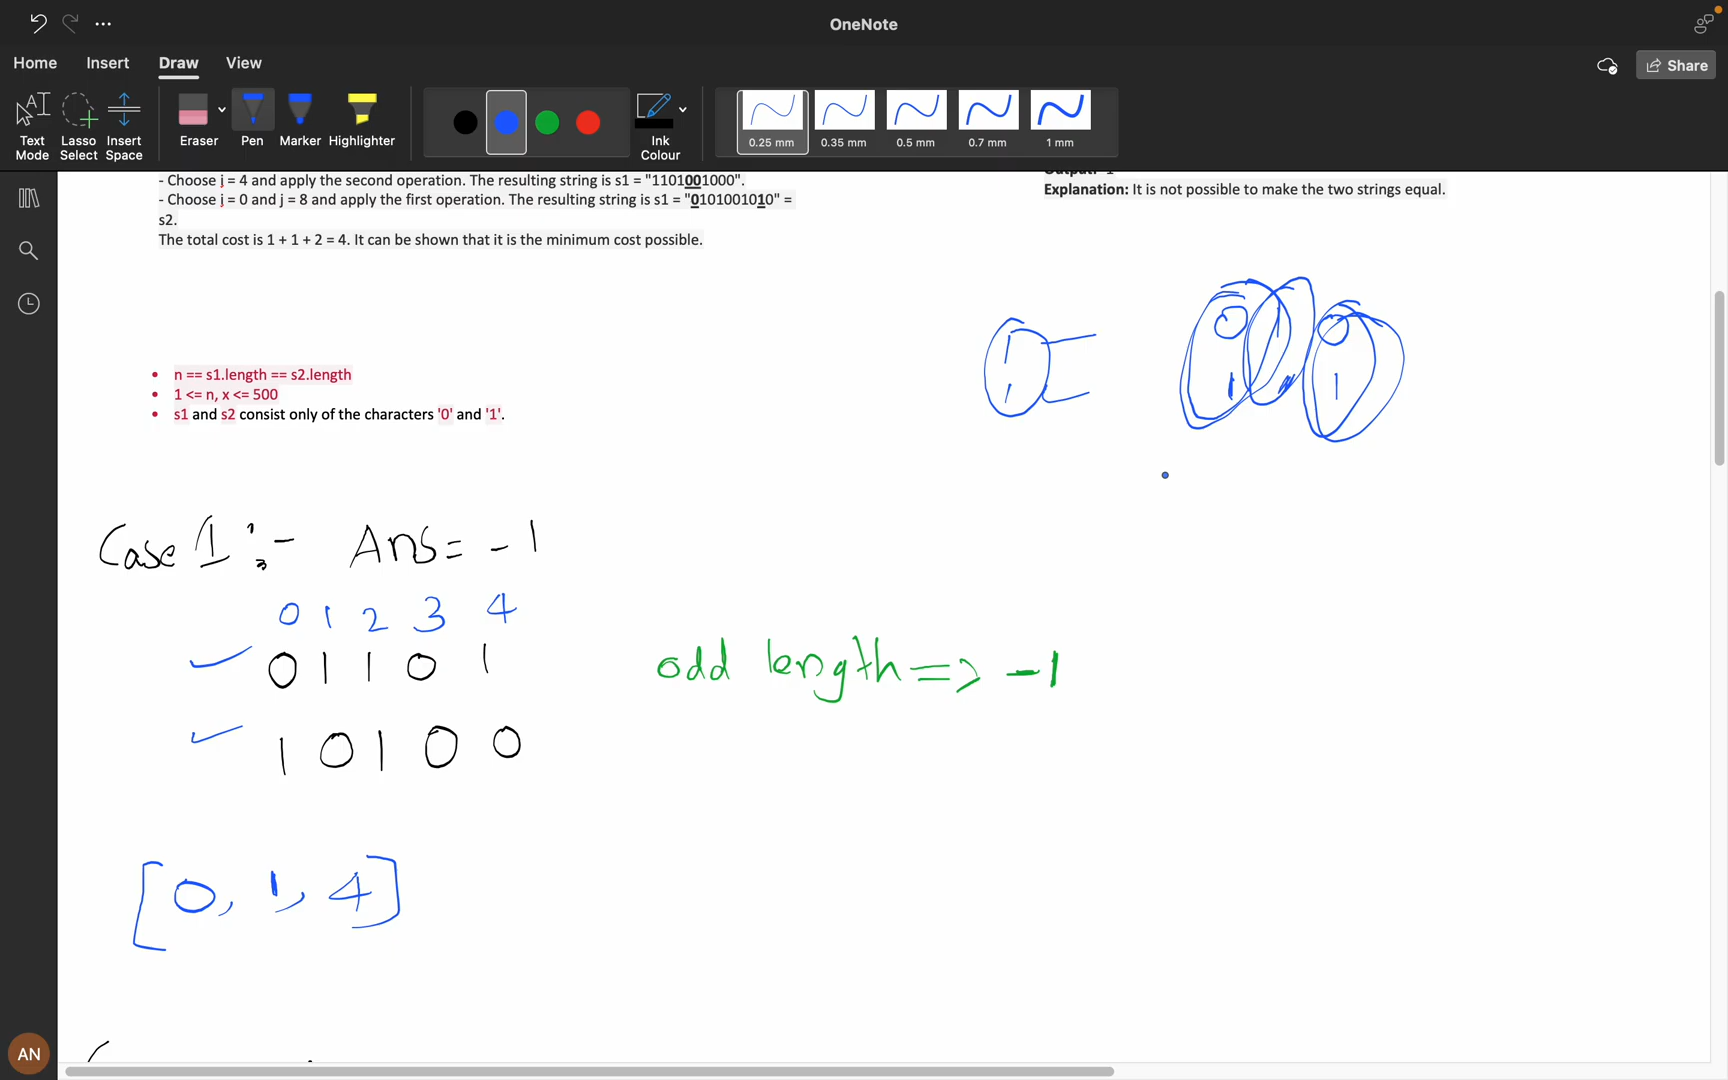 OneNote
Home Insert Draw View
Share
Text Mode
Lasso Select
Insert Space
Eraser
Pen
Marker
Highlighter
Ink Colour
0.25 mm
0.35 mm
0.5 mm
0.7 mm
1 mm
- Choose i = 4 and apply the second operation. The resulting string is s1 = "1101001000".
- Choose i = 0 and j = 8 and apply the first operation. The resulting string is s1 = "0101001010" =
s2.
The total cost is 1 + 1 + 2 = 4. It can be shown that it is the minimum cost possible.
Explanation: It is not possible to make the two strings equal.
• n == s1.length == s2.length
• 1 <= n, x <= 500
• s1 and s2 consist only of the characters '0' and '1'.
1
1
0 1 0
1 1
Case 1 :- Ans = -1
0 1 2 3 4
0 1 1 0 1
1 0 1 0 0
odd length => -1
[0, 1, 4]
AN